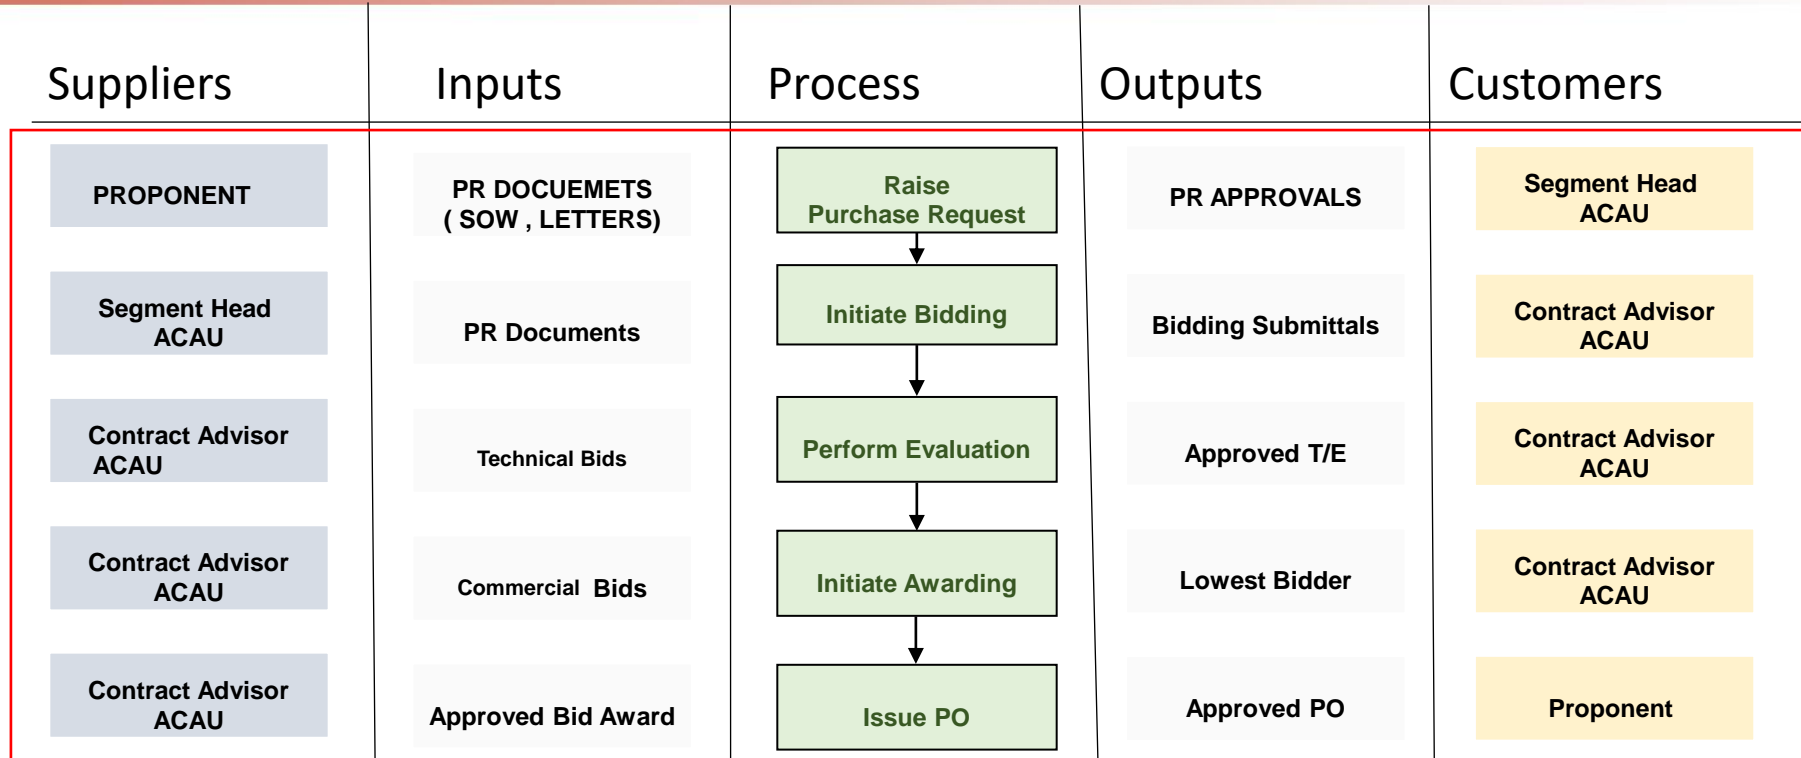 Suppliers
Inputs
Process
Outputs
Customers
PROPONENT
PR DOCUEMETS
( SOW , LETTERS)
Raise
Purchase Request
PR APPROVALS
Segment Head
ACAU
Segment Head
ACAU
PR Documents
Initiate Bidding
Bidding Submittals
Contract Advisor
ACAU
Contract Advisor
ACAU
Technical Bids
Perform Evaluation
Approved T/E
Contract Advisor
ACAU
Contract Advisor
ACAU
Commercial Bids
Initiate Awarding
Lowest Bidder
Contract Advisor
ACAU
Contract Advisor
ACAU
Approved Bid Award
Issue PO
Approved PO
Proponent